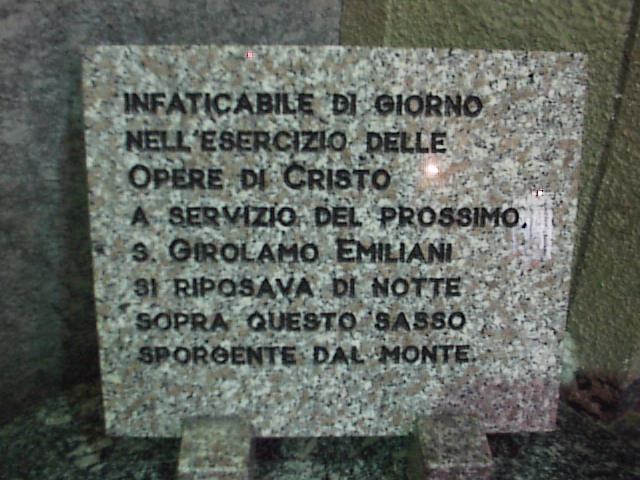 INFATICABILE DI GIORNO
NELL'ESERCIZIO DELLE
OPERE DI CRISTO
A SERVIZIO DEL PROSSIMO,
S. GIROLAMO EMILIANI
SI RIPOSAVA DI NOTTE
SOPRA QUESTO SASSO
SPORGENTE DAL MONTE